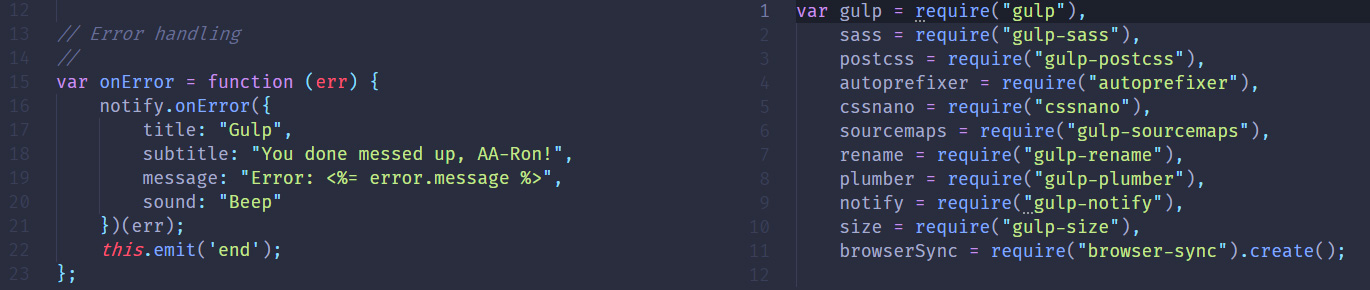 12
13 // Error handling
14 //
15 var onError = function (err) {
16     notify.onError({
17         title: "Gulp",
18         subtitle: "You done messed up, AA-Ron!",
19         message: "Error: <%= error.message %>",
20         sound: "Beep"
21     })(err);
22     this.emit('end');
23 };
1 var gulp = require("gulp"),
2     sass = require("gulp-sass"),
3     postcss = require("gulp-postcss"),
4     autoprefixer = require("autoprefixer"),
5     cssnano = require("cssnano"),
6     sourcemaps = require("gulp-sourcemaps"),
7     rename = require("gulp-rename"),
8     plumber = require("gulp-plumber"),
9     notify = require("gulp-notify"),
10     size = require("gulp-size"),
11     browserSync = require("browser-sync").create();
12